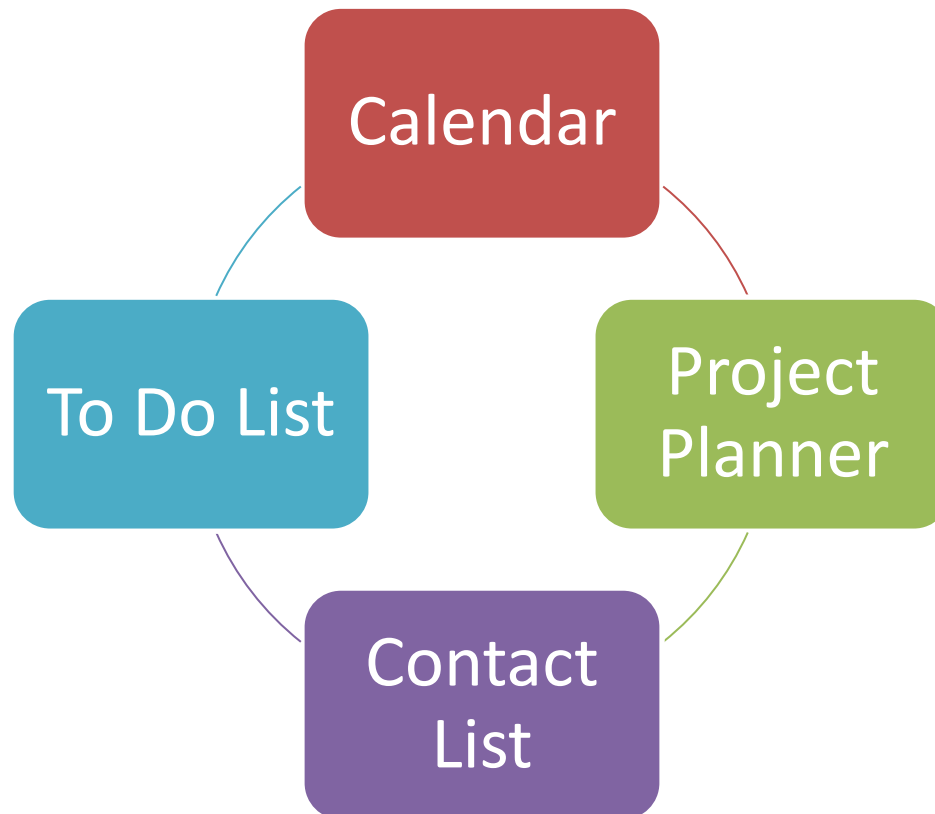 Calendar
Project
Planner
Contact
List
To Do List